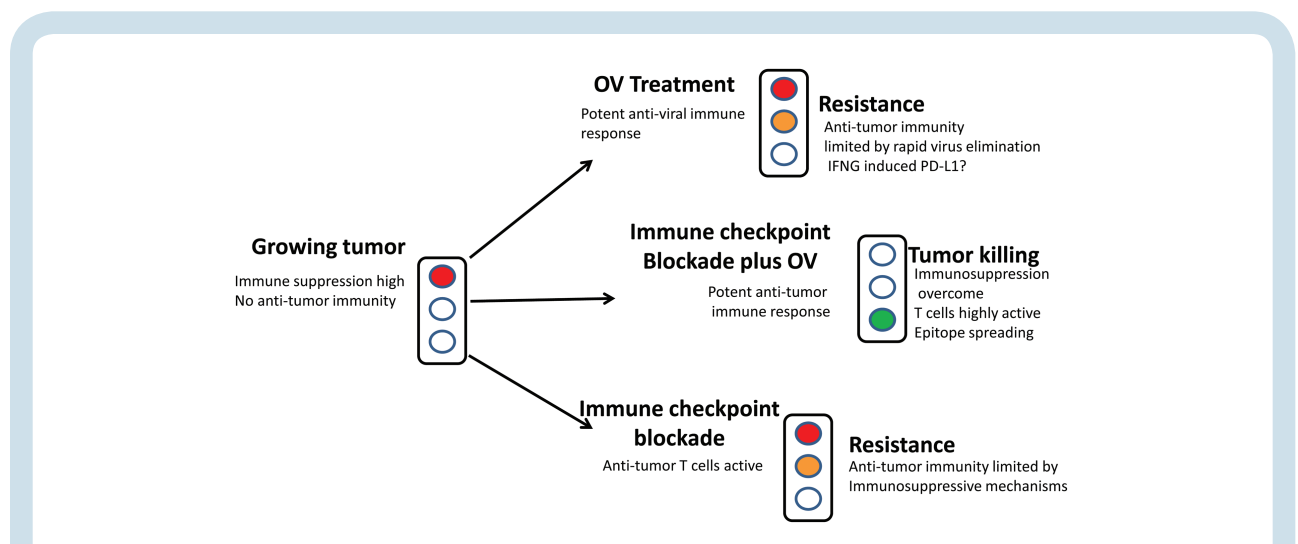 OV Treatment
Potent anti-viral immune
response
Resistance
Anti-tumor immunity
limited by rapid virus elimination
IFNG induced PD-L1?
Growing tumor
Immune suppression high
No anti-tumor immunity
Immune checkpoint
Blockade plus OV
Potent anti-tumor
immune response
Tumor killing
Immunosuppression
overcome
T cells highly active
Epitope spreading
Immune checkpoint
blockade
Anti-tumor T cells active
Resistance
Anti-tumor immunity limited by
Immunosuppressive mechanisms